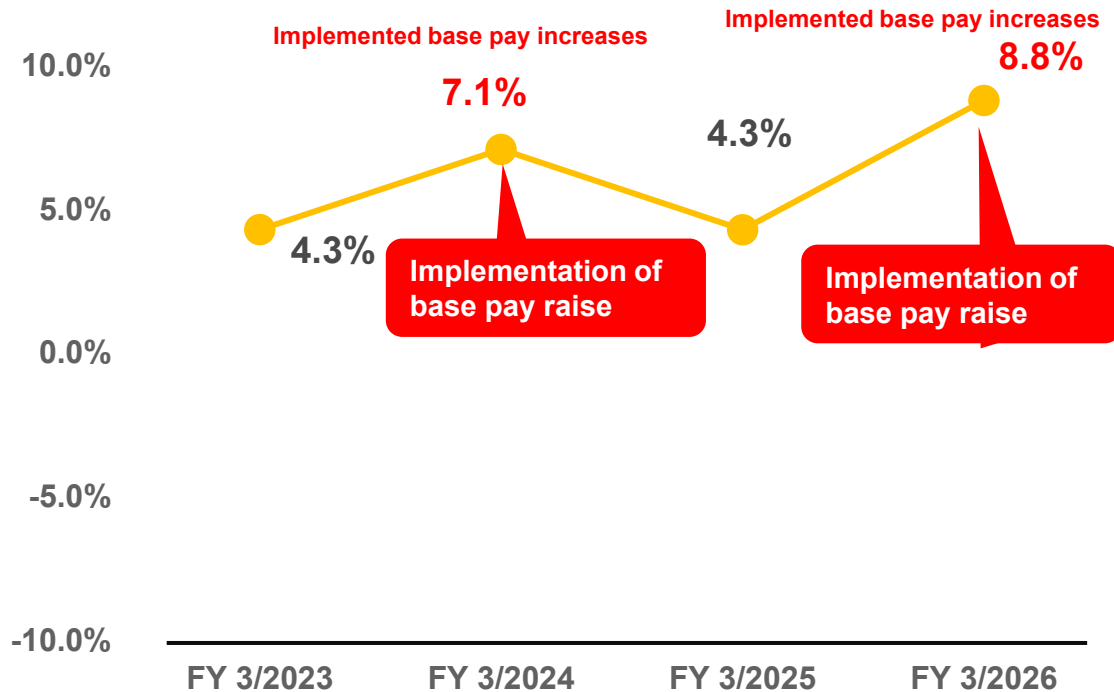 Implemented base pay increases
Implemented base pay increases
10.0%
7.1%
8.8%
4.3%
5.0%
4.3%
Implementation of
base pay raise
Implementation of
base pay raise
0.0%
-5.0%
-10.0%
FY 3/2023
FY 3/2024
FY 3/2025
FY 3/2026